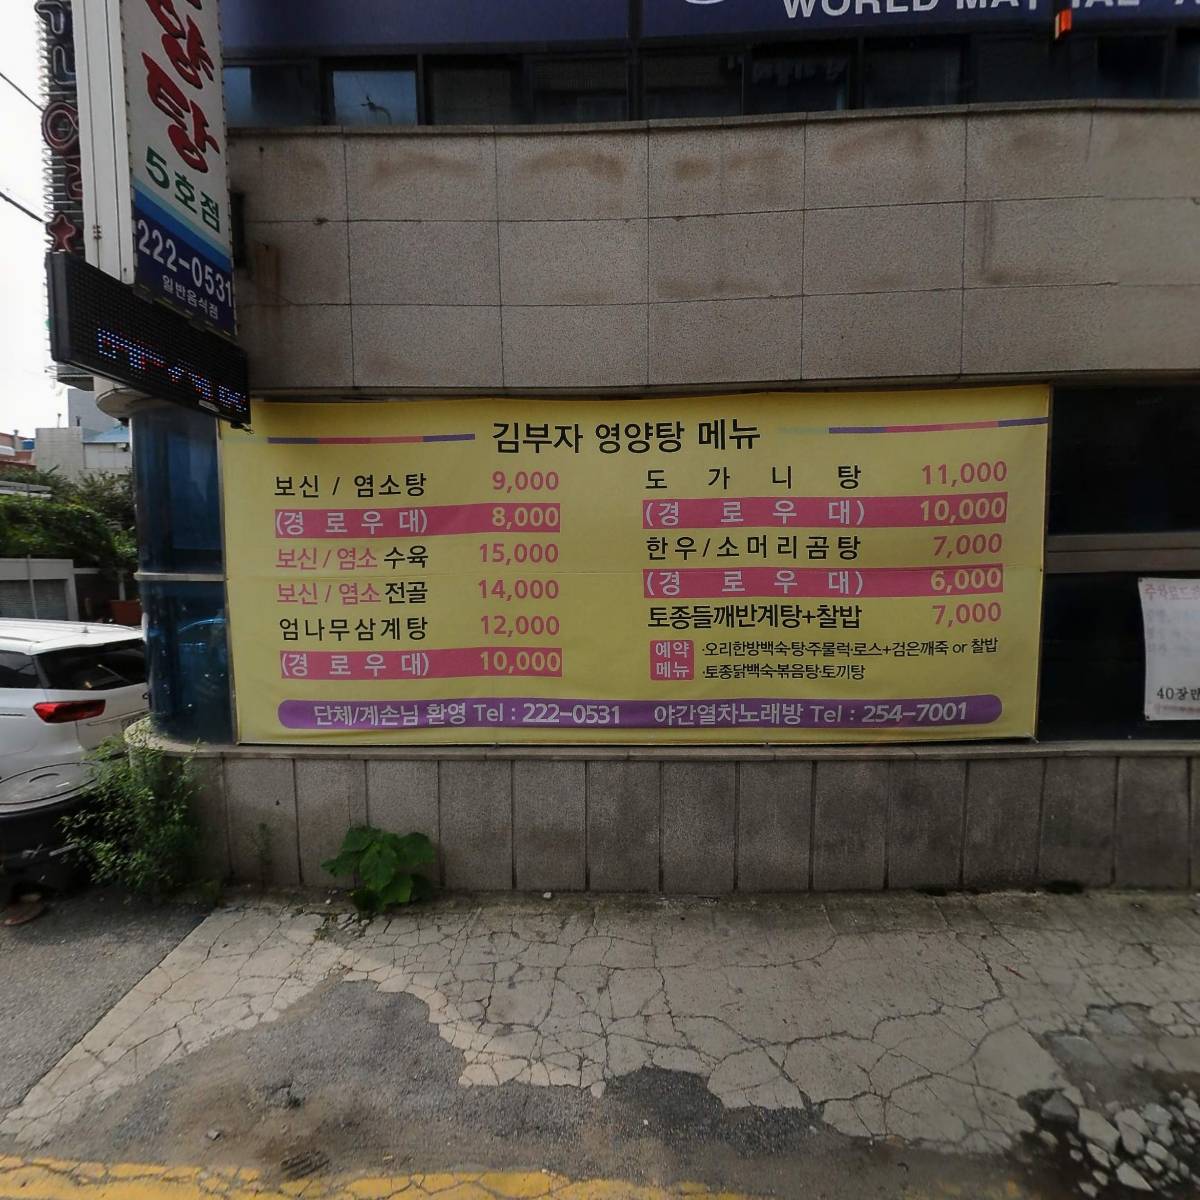 WORLD
양탕
5호점
222-0531
일반음식점
김부자 영양탕 메뉴
보신 / 염소탕 9,000
(경 로 우 대) 8,000
보신 / 염소 수육 15,000
보신 / 염소 전골 14,000
엄나무삼계탕 12,000
(경 로 우 대) 10,000
도 가 니 탕 11,000
(경 로 우 대) 10,000
한우/소머리곰탕 7,000
(경 로 우 대) 6,000
토종들깨반계탕+찰밥 7,000
예약 메뉴
·오리한방백숙·탕·주물럭·로스+검은깨죽 or 찰밥
·토종닭백숙·볶음탕·토끼탕
단체/계손님 환영 Tel : 222-0531 야간열차노래방 Tel : 254-7001